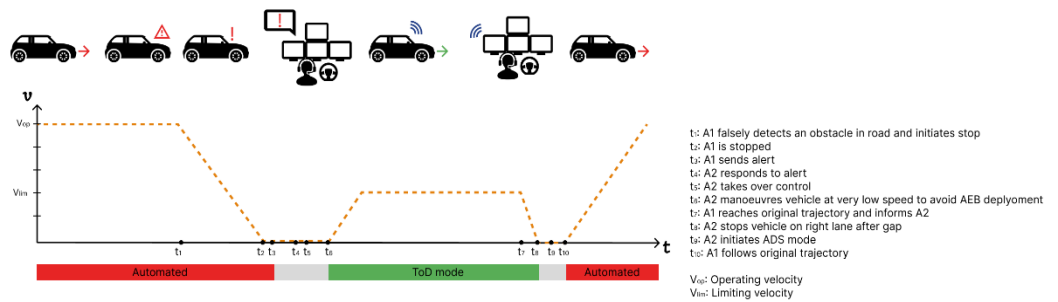 !
!
!
v
Vop
Vlim
t1 t2 t3 t4 t5 t6 t7 t8 t9 t10 t
Automated ToD mode Automated
t1: A1 falsely detects an obstacle in road and initiates stop
t2: A1 is stopped
t3: A1 sends alert
t4: A2 responds to alert
t5: A2 takes over control
t6: A2 manoeuvres vehicle at very low speed to avoid AEB deplyoment
t7: A1 reaches original trajectory and informs A2
t8: A2 stops vehicle on right lane after gap
t9: A2 initiates ADS mode
t10: A1 follows original trajectory
Vop: Operating velocity
Vlim: Limiting velocity